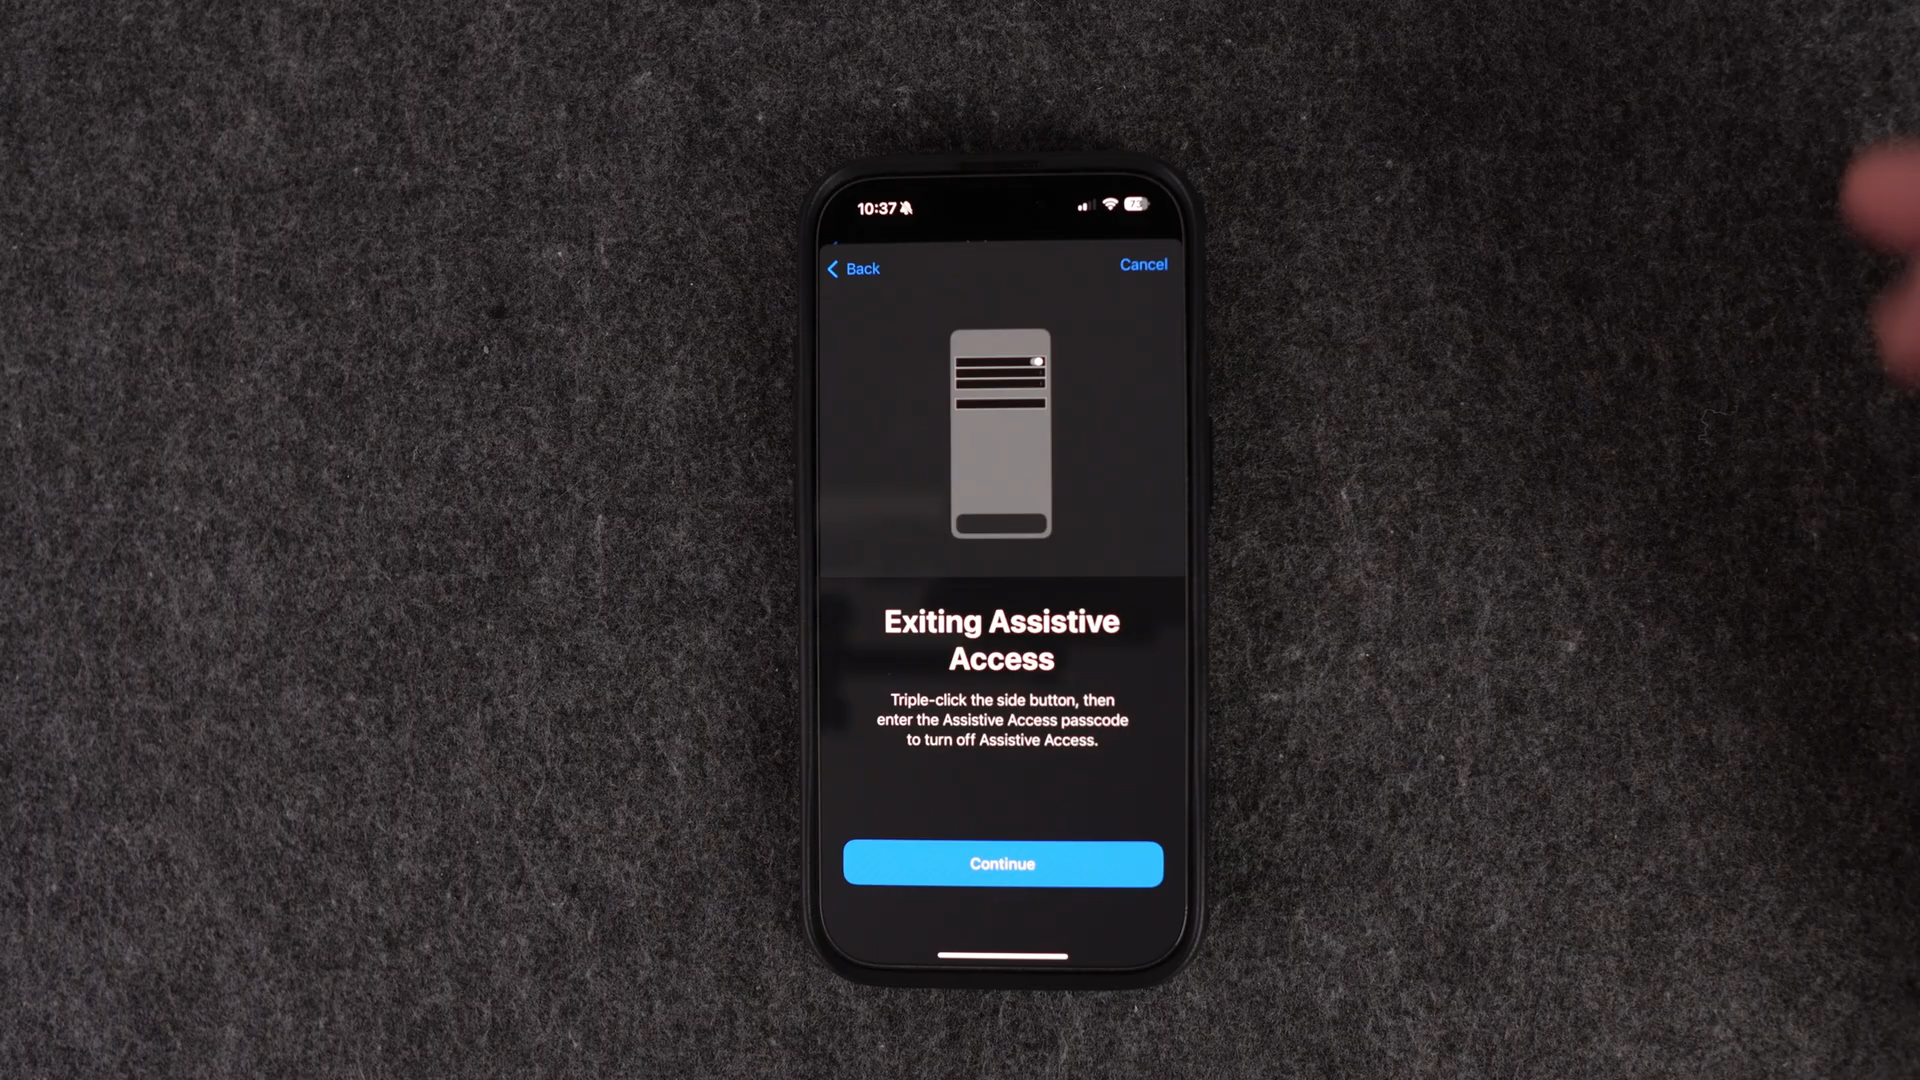 10:37
73
Back
Cancel
Exiting Assistive
Access
Triple-click the side button, then
enter the Assistive Access passcode
to turn off Assistive Access.
Continue